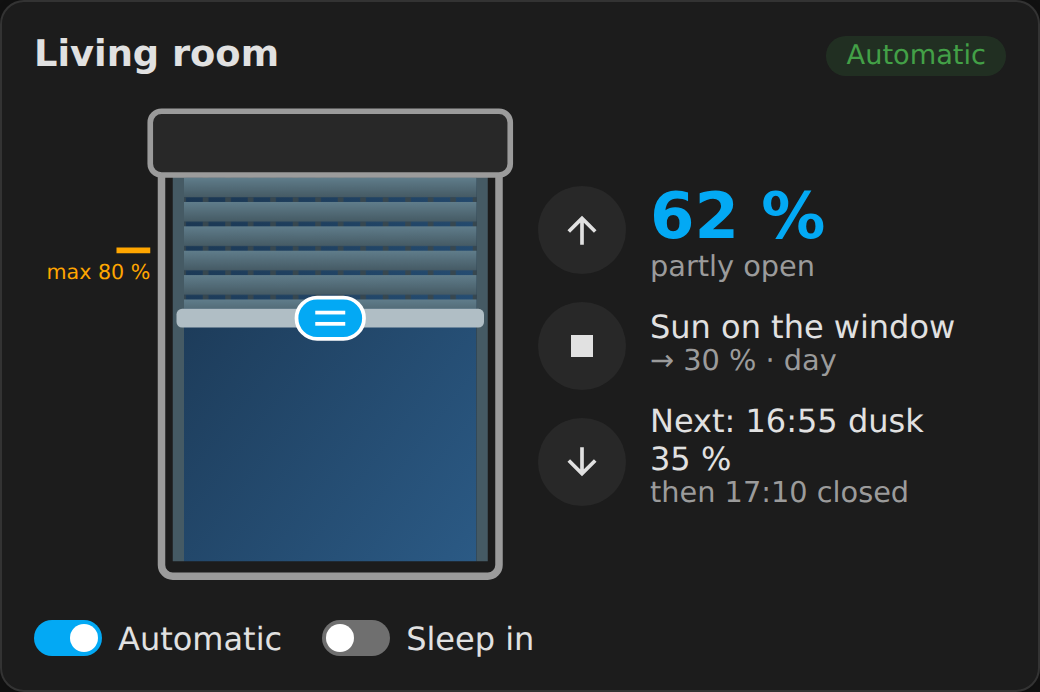 Living room
Automatic
62 %
partly open
max 80 %
Sun on the window
→ 30 % · day
Next: 16:55 dusk
35 %
then 17:10 closed
Automatic
Sleep in